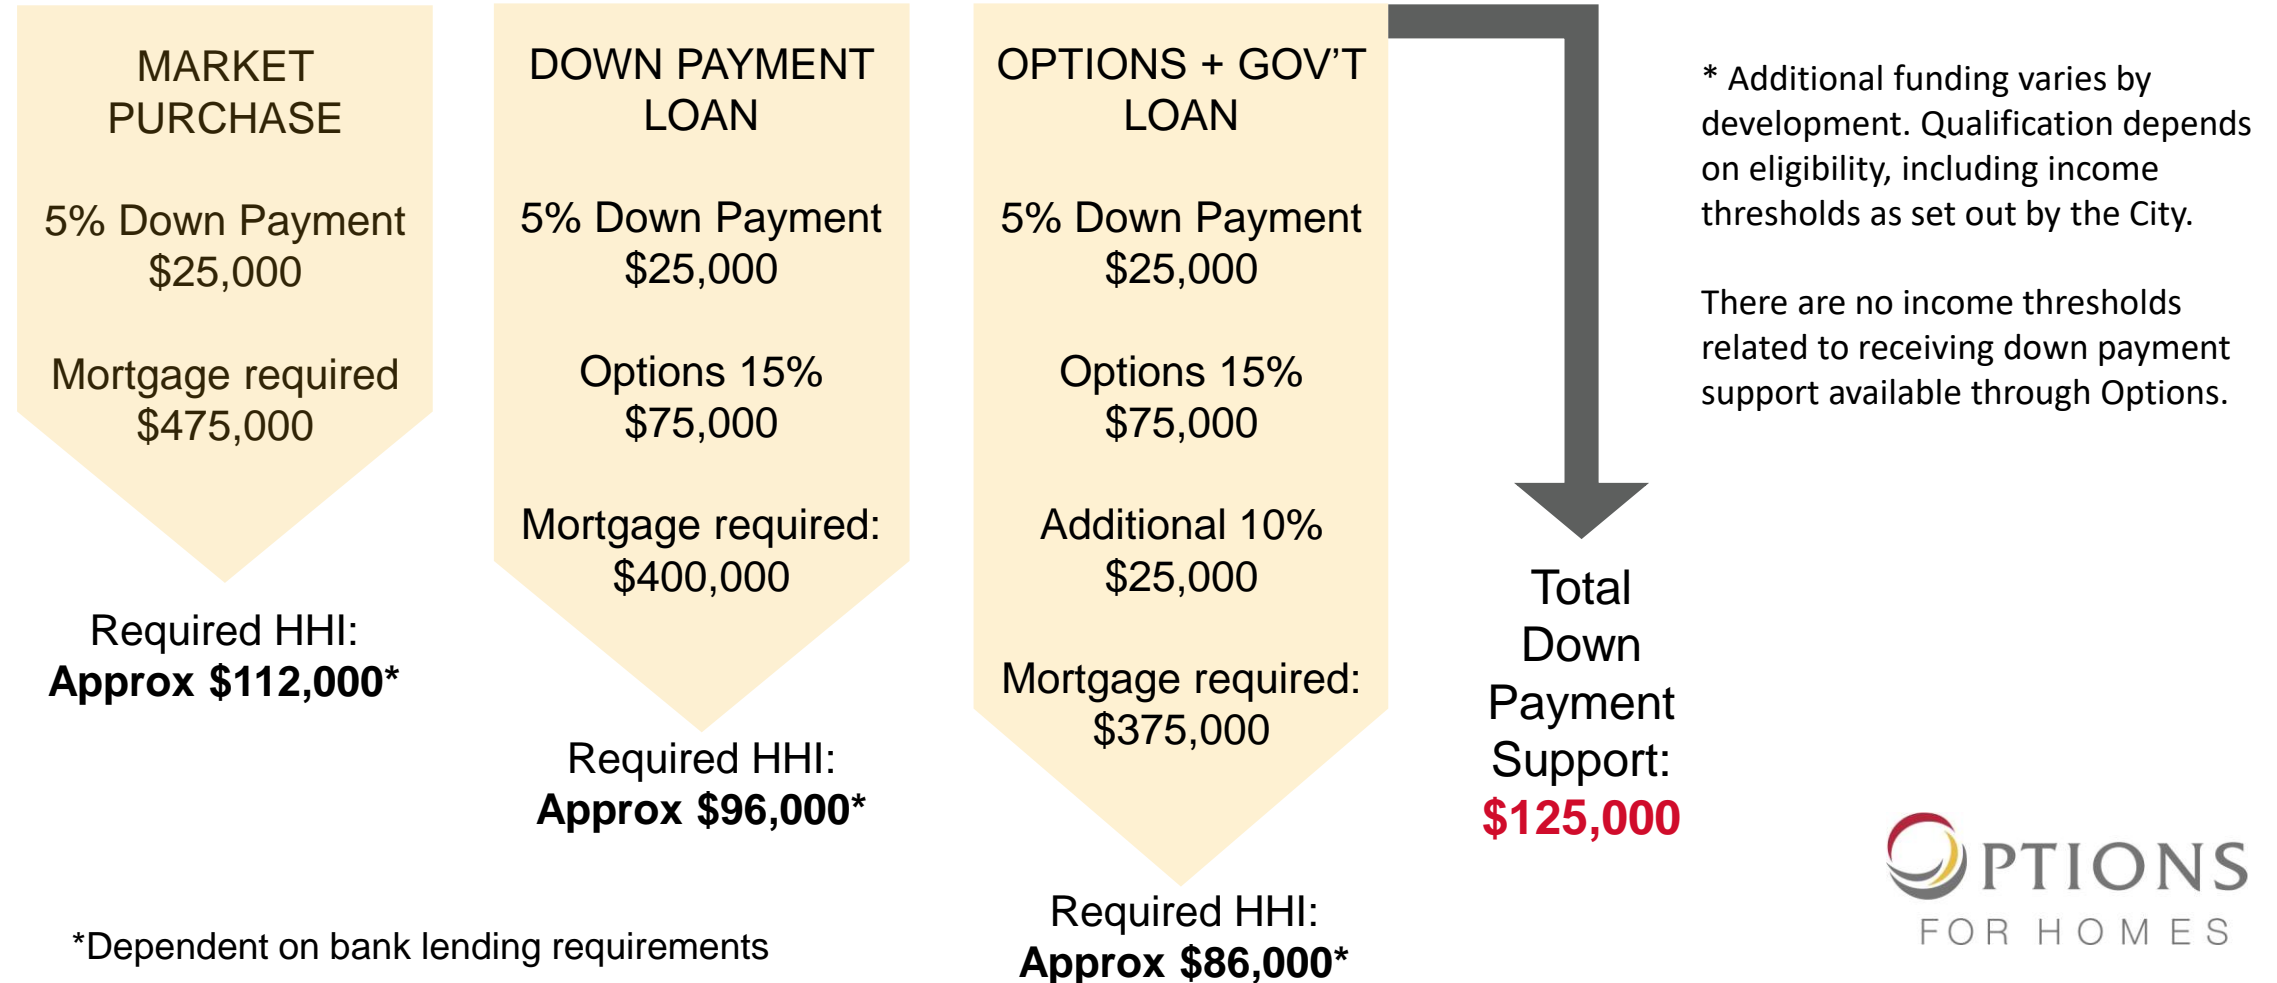 MARKET
PURCHASE
5% Down Payment
$25,000
Mortgage required
$475,000
Required HHI:
Approx $112,000*
DOWN PAYMENT
LOAN
5% Down Payment
$25,000
Options 15%
$75,000
Mortgage required:
$400,000
Required HHI:
Approx $96,000*
OPTIONS + GOV’T
LOAN
5% Down Payment
$25,000
Options 15%
$75,000
Additional 10%
$25,000
Mortgage required:
$375,000
Required HHI:
Approx $86,000*
Total
Down
Payment
Support:
$125,000
* Additional funding varies by
development. Qualification depends
on eligibility, including income
thresholds as set out by the City.
There are no income thresholds
related to receiving down payment
support available through Options.
*Dependent on bank lending requirements
OPTIONS
FOR HOMES